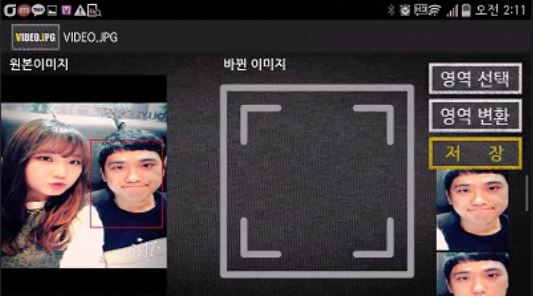 오전 2:11
VIDEO.JPG VIDEO.JPG
원본이미지
바뀐 이미지
영역 선택
영역 변환
저 장